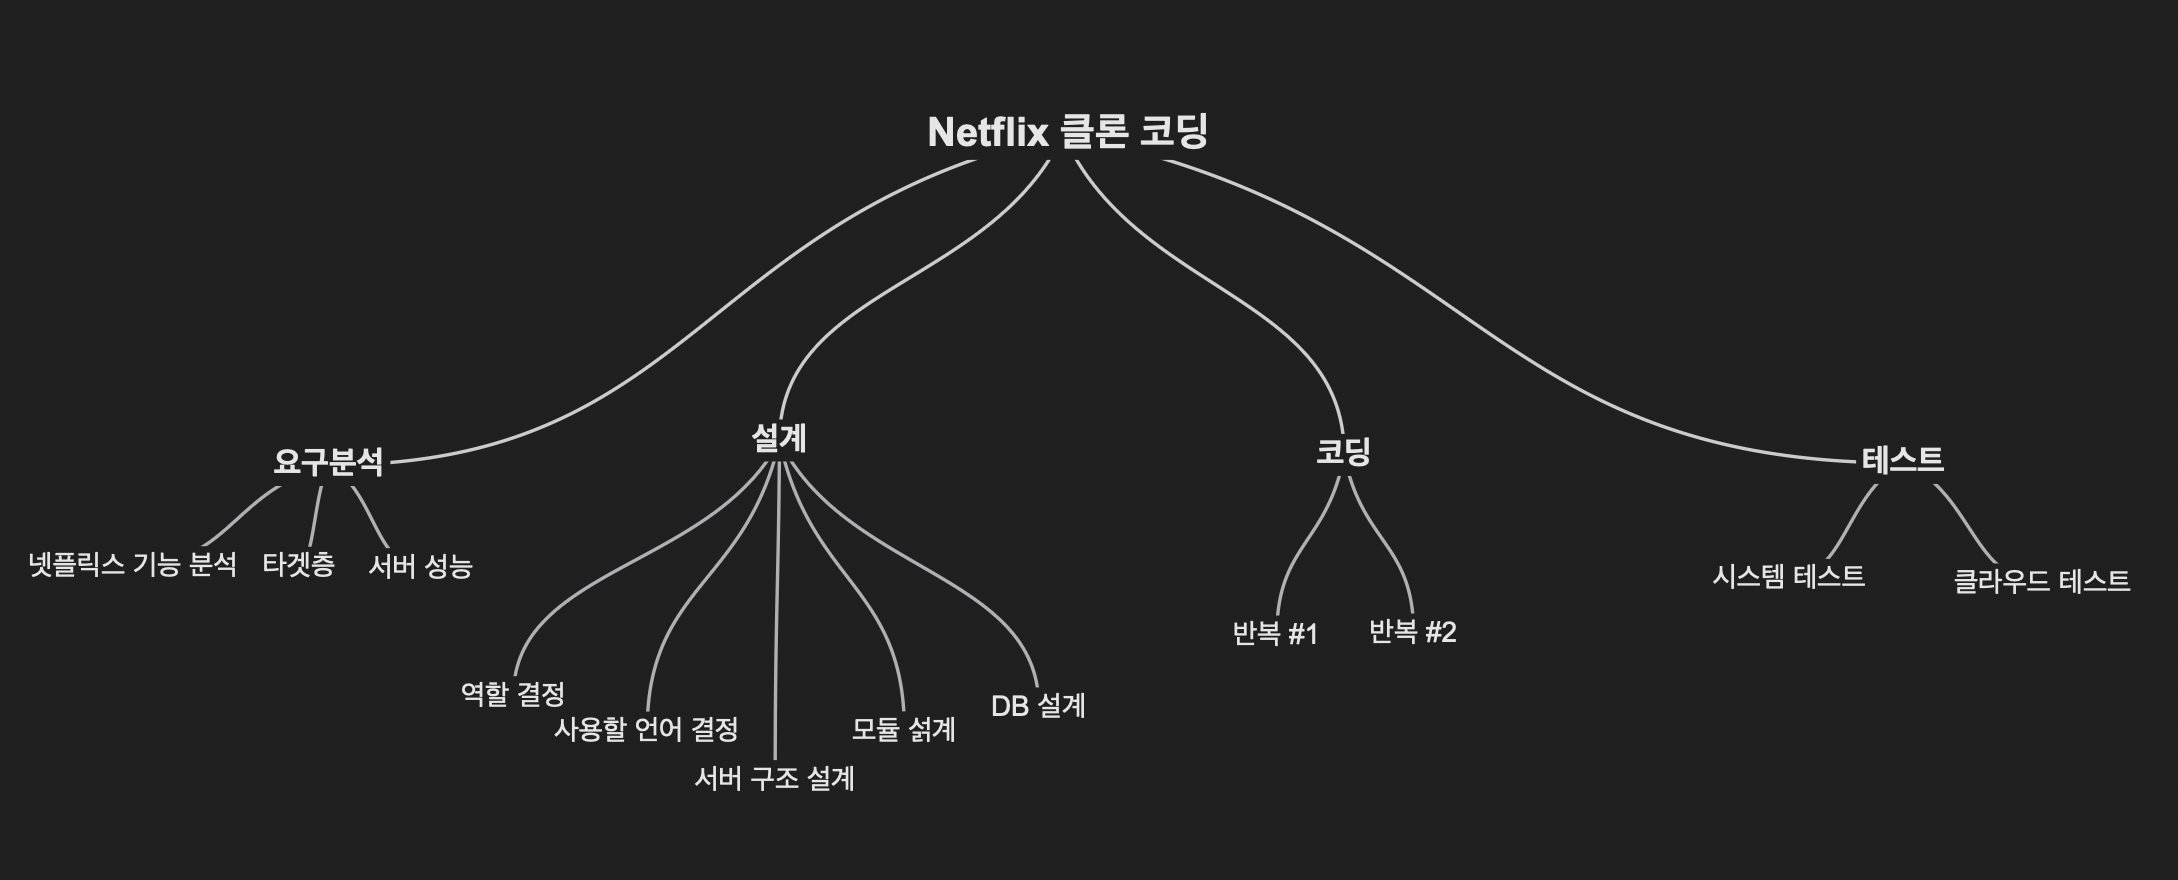 Netflix 클론 코딩
요구분석
설계
코딩
테스트
넷플릭스 기능 분석
타겟층
서버 성능
역할 결정
사용할 언어 결정
서버 구조 설계
모듈 섥계
DB 설계
반복 #1
반복 #2
시스템 테스트
클라우드 테스트